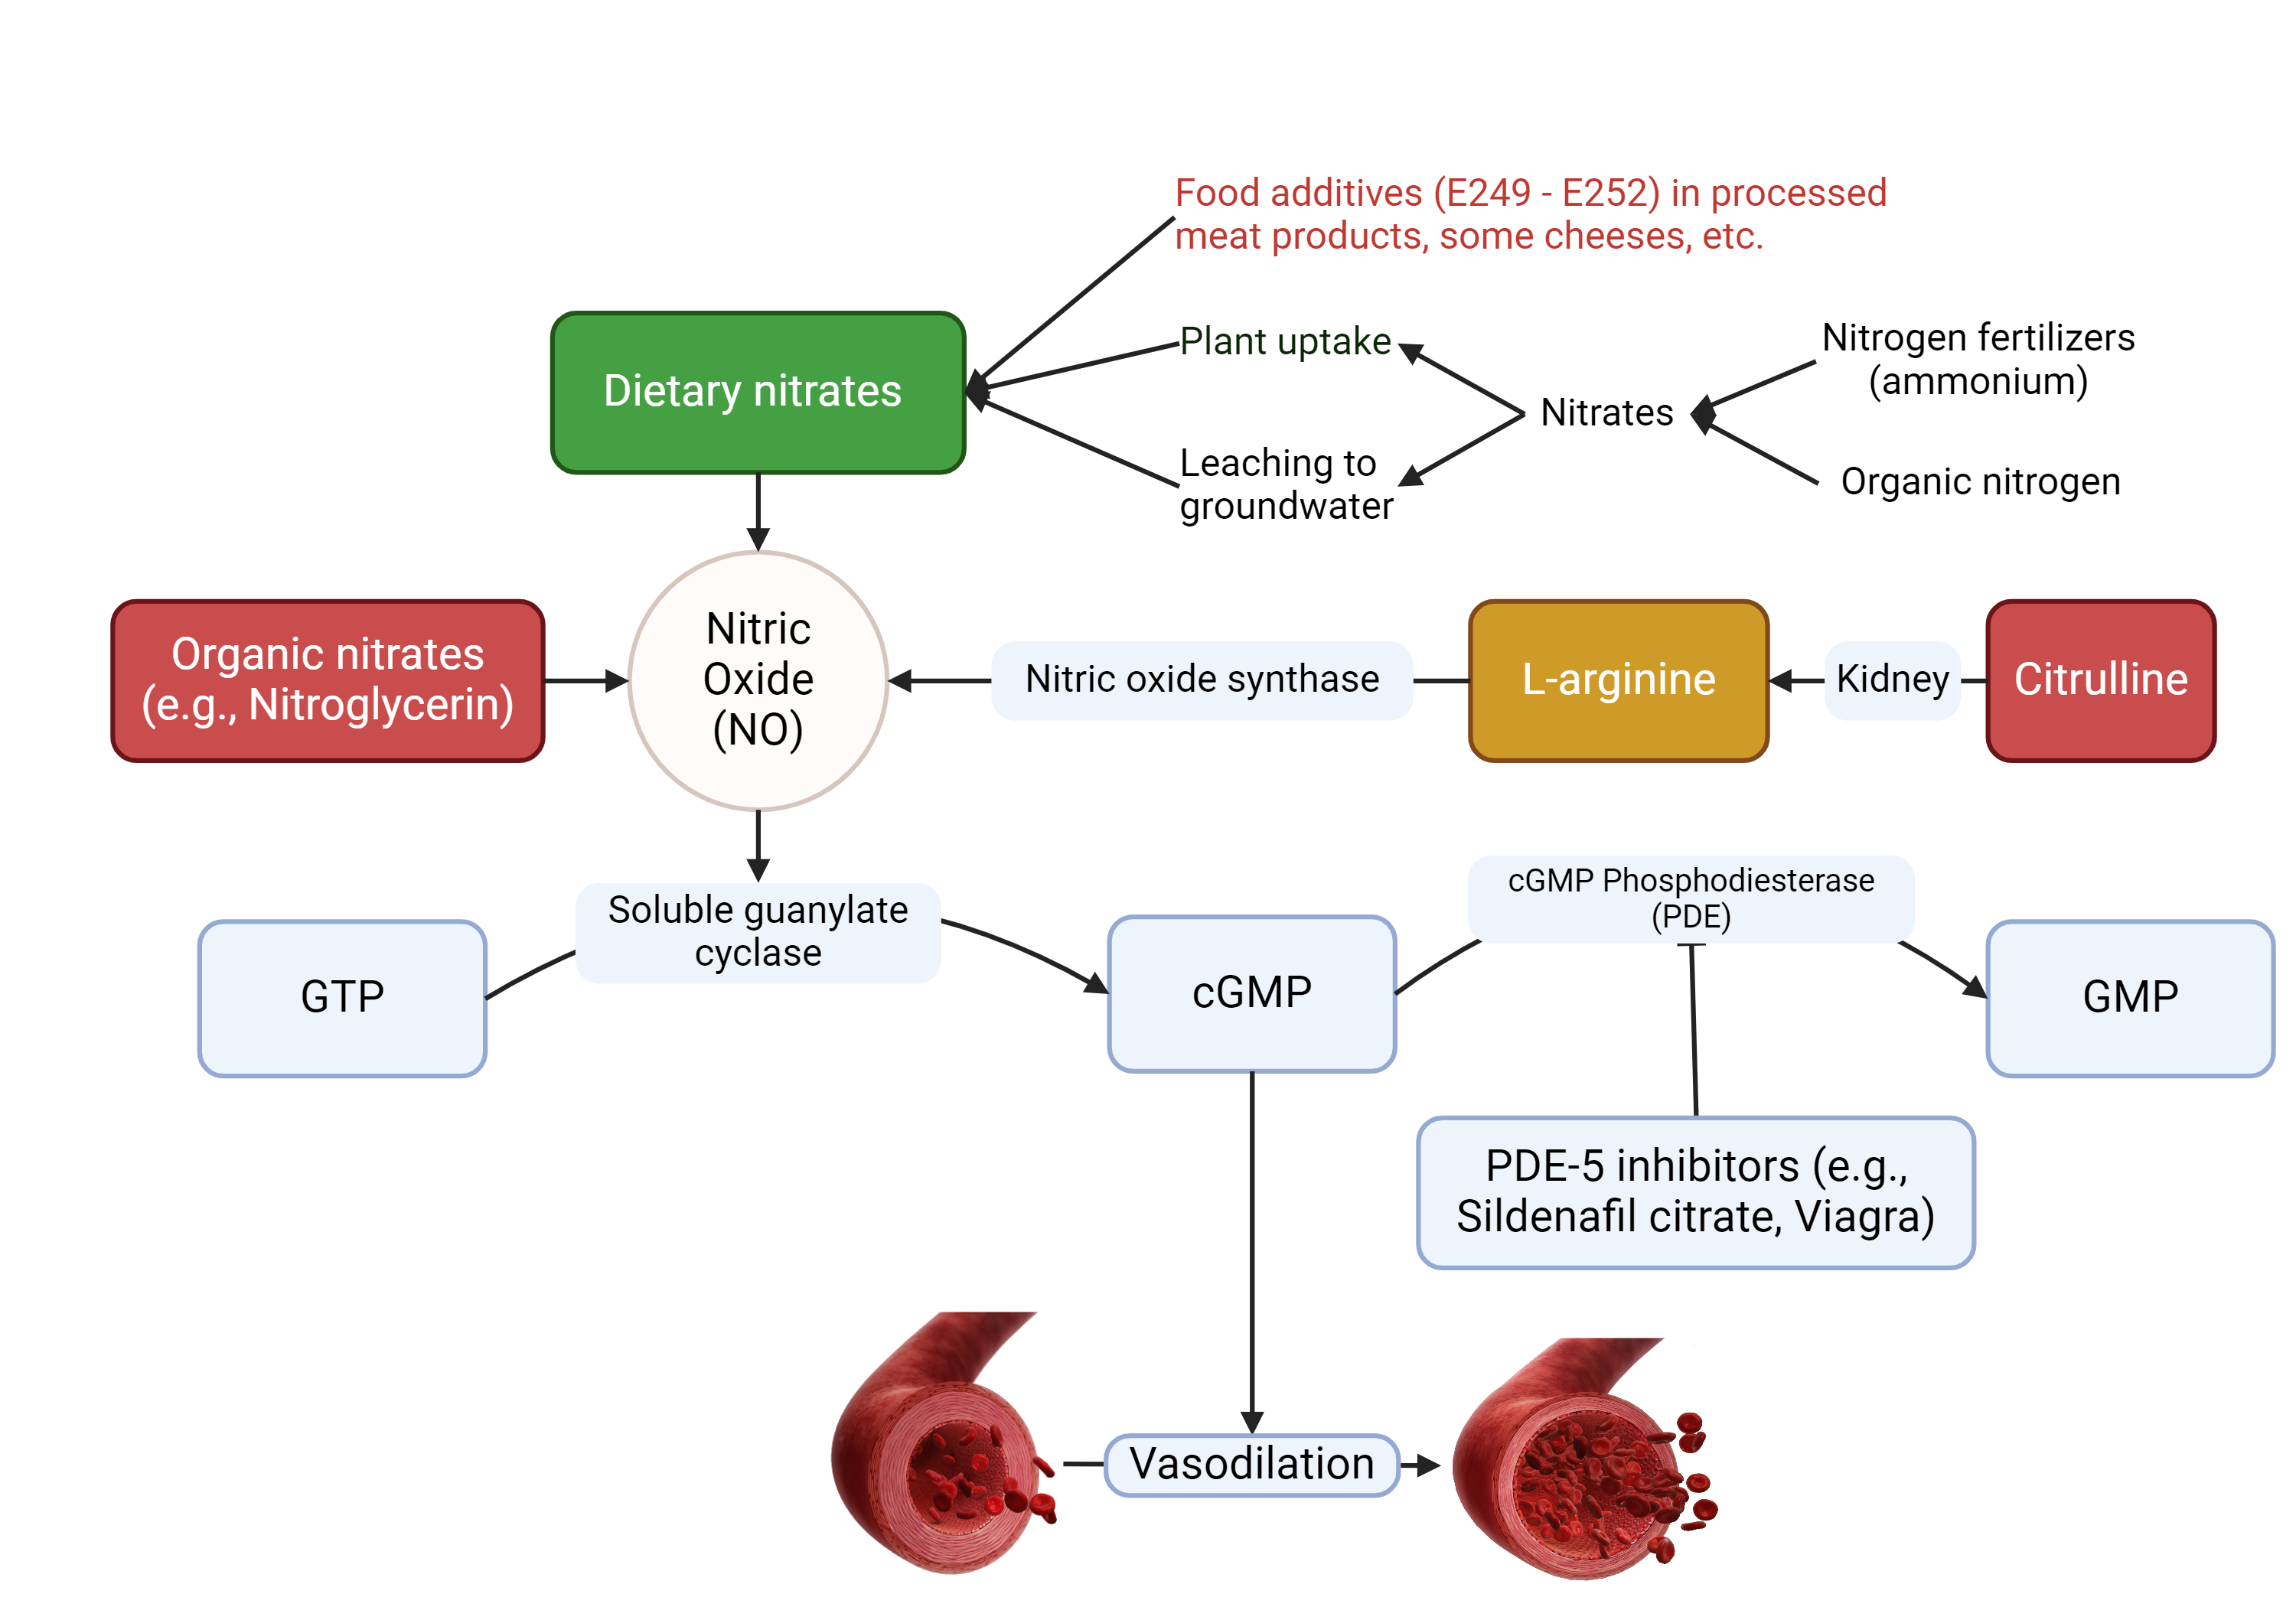 Food additives (E249 - E252) in processed
meat products, some cheeses, etc.
Dietary nitrates
Plant uptake
Leaching to
groundwater
Nitrates
Nitrogen fertilizers
(ammonium)
Organic nitrogen
Organic nitrates
(e.g., Nitroglycerin)
Nitric
Oxide
(NO)
Nitric oxide synthase
L-arginine
Kidney
Citrulline
GTP
Soluble guanylate
cyclase
cGMP
cGMP Phosphodiesterase
(PDE)
GMP
PDE-5 inhibitors (e.g.,
Sildenafil citrate, Viagra)
Vasodilation